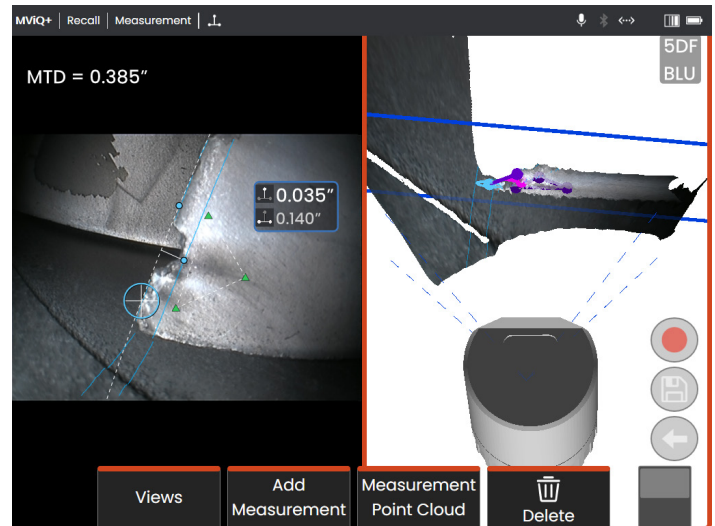 MViQ+ | Recall | Measurement
MTD = 0.385"
0.035"
0.140"
5DF
BLU
Views
Add
Measurement
Measurement
Point Cloud
Delete